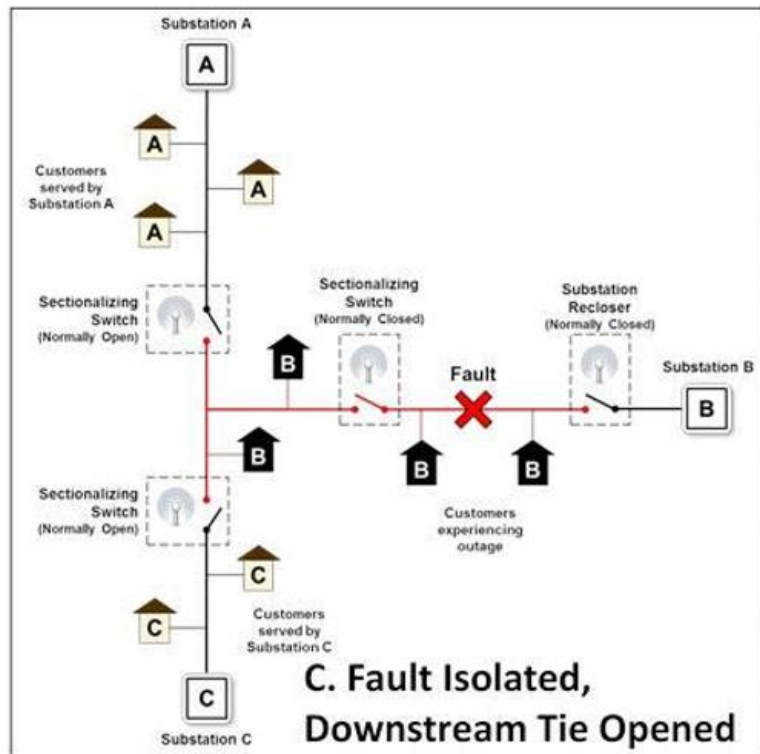 Substation A
A
A
Customers
served by
Substation A
A
A
Sectionalizing
Switch
(Normally Open)
Sectionalizing
Switch
(Normally Closed)
Substation
Recloser
(Normally Closed)
B
Fault
Substation B
B
B
B
B
Sectionalizing
Switch
(Normally Open)
Customers
experiencing
outage
C
C
Customers
served by
Substation C
C
Substation C
C. Fault Isolated,
Downstream Tie Opened